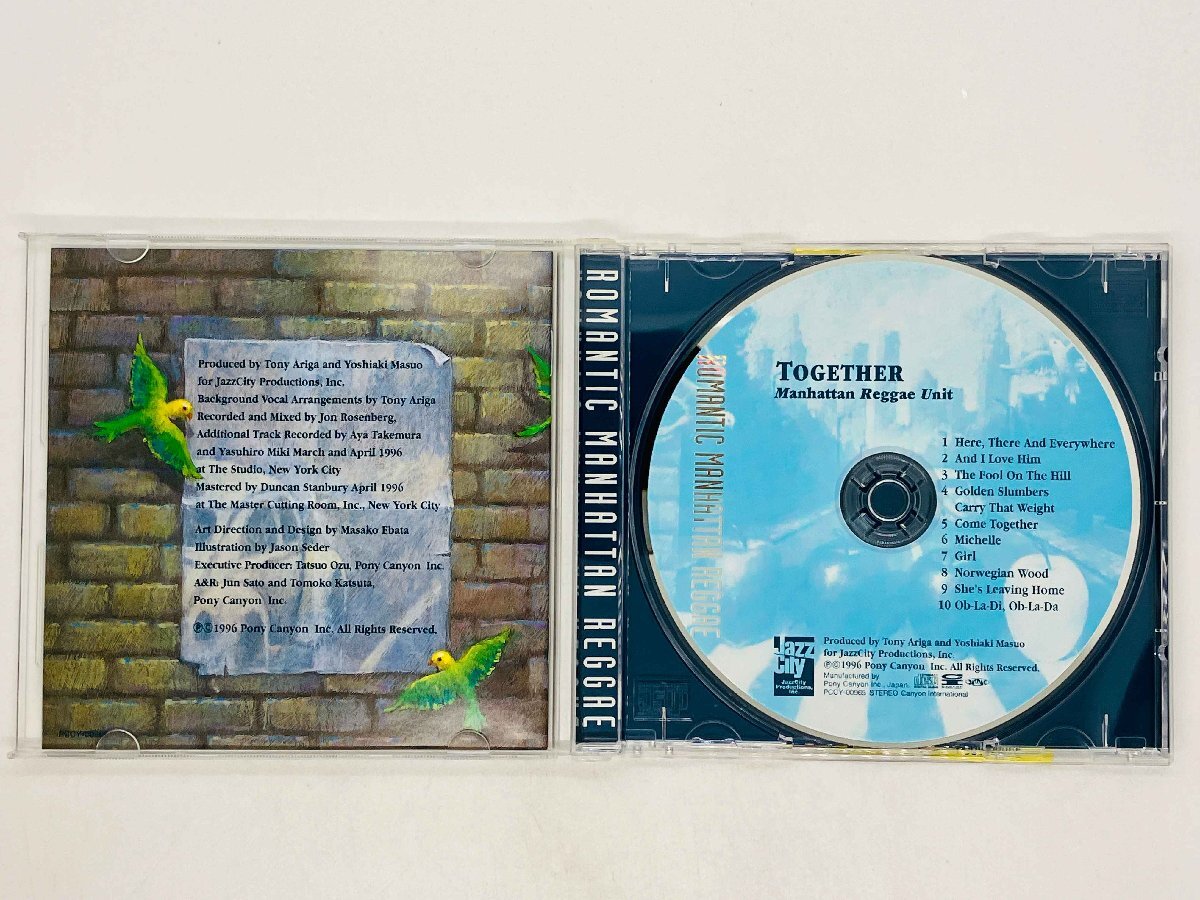 Produced by Tony Ariga and Yoshiaki Masuo
for JazzCity Productions, Inc.
Background Vocal Arrangements by Tony Ariga
Recorded and Mixed by Jon Rosenberg,
Additional Track Recorded by Aya Takemura
and Yasuhiro Miki March and April 1996
at The Studio, New York City
Mastered by Duncan Stanbury April 1996
at The Master Cutting Room, Inc., New York City
Art Direction and Design by Masako Ebata
Illustration by Jason Seder
Executive Producer: Tatsuo Ozu, Pony Canyon Inc.
A&R: Jun Sato and Tomoko Katsuta,
Pony Canyon Inc.
℗©1996 Pony Canyon Inc. All Rights Reserved.
ROMANTIC MANHATTAN REGGAE
ROMANTIC MANHATTAN REGGAE
TOGETHER
Manhattan Reggae Unit
1 Here, There And Everywhere
2 And I Love Him
3 The Fool On The Hill
4 Golden Slumbers
Carry That Weight
5 Come Together
6 Michelle
7 Girl
8 Norwegian Wood
9 She's Leaving Home
10 Ob-La-Di, Ob-La-Da
Jazz
City
JazzCity
Productions,
Inc.
Produced by Tony Ariga and Yoshiaki Masuo
for JazzCity Productions, Inc.
℗©1996 Pony Canyon Inc. All Rights Reserved.
Manufactured by
Pony Canyon Inc., Japan.
PCCY-00965 STEREO Canyon International